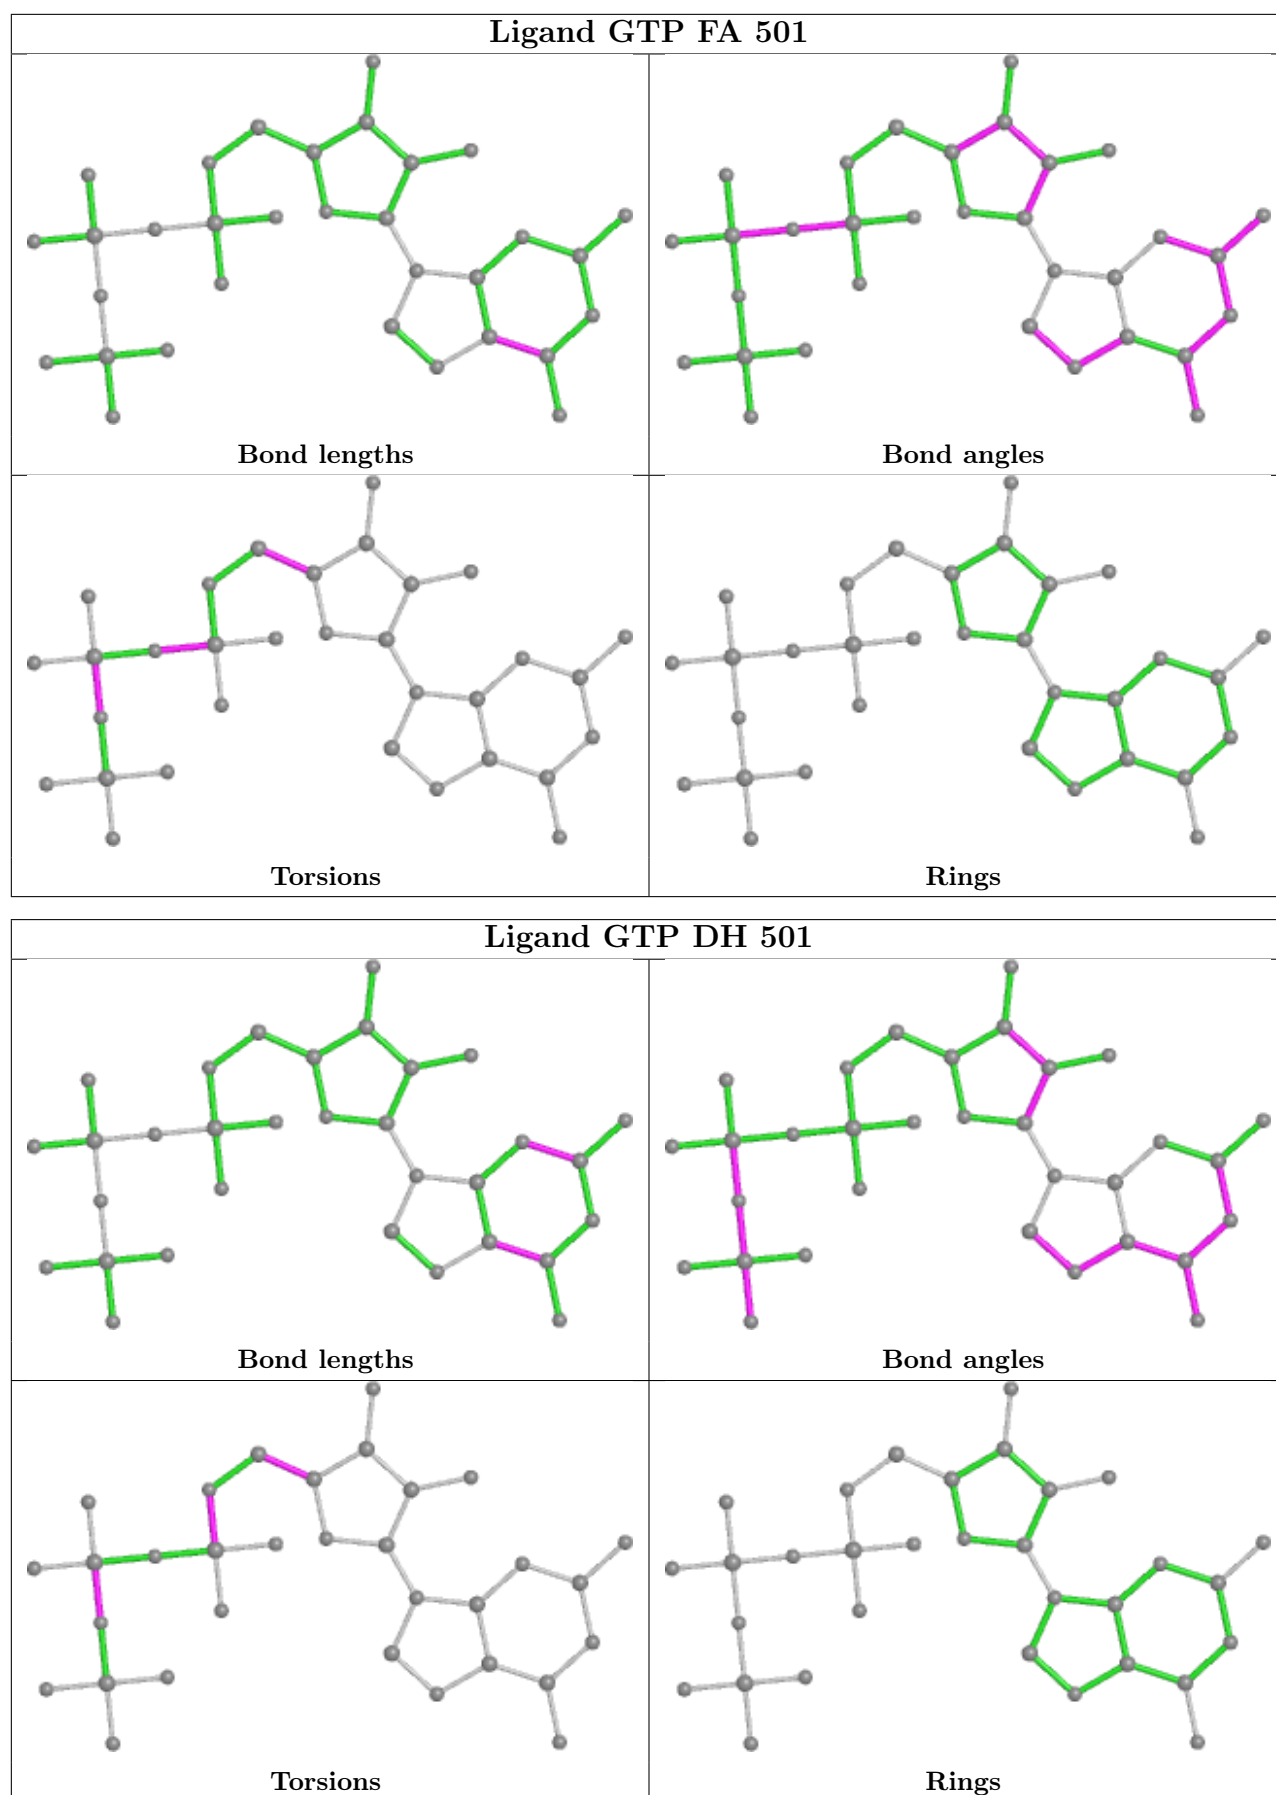 Ligand GTP FA 501
Bond lengths
Bond angles
Torsions
Rings
Ligand GTP DH 501
Bond lengths
Bond angles
Torsions
Rings